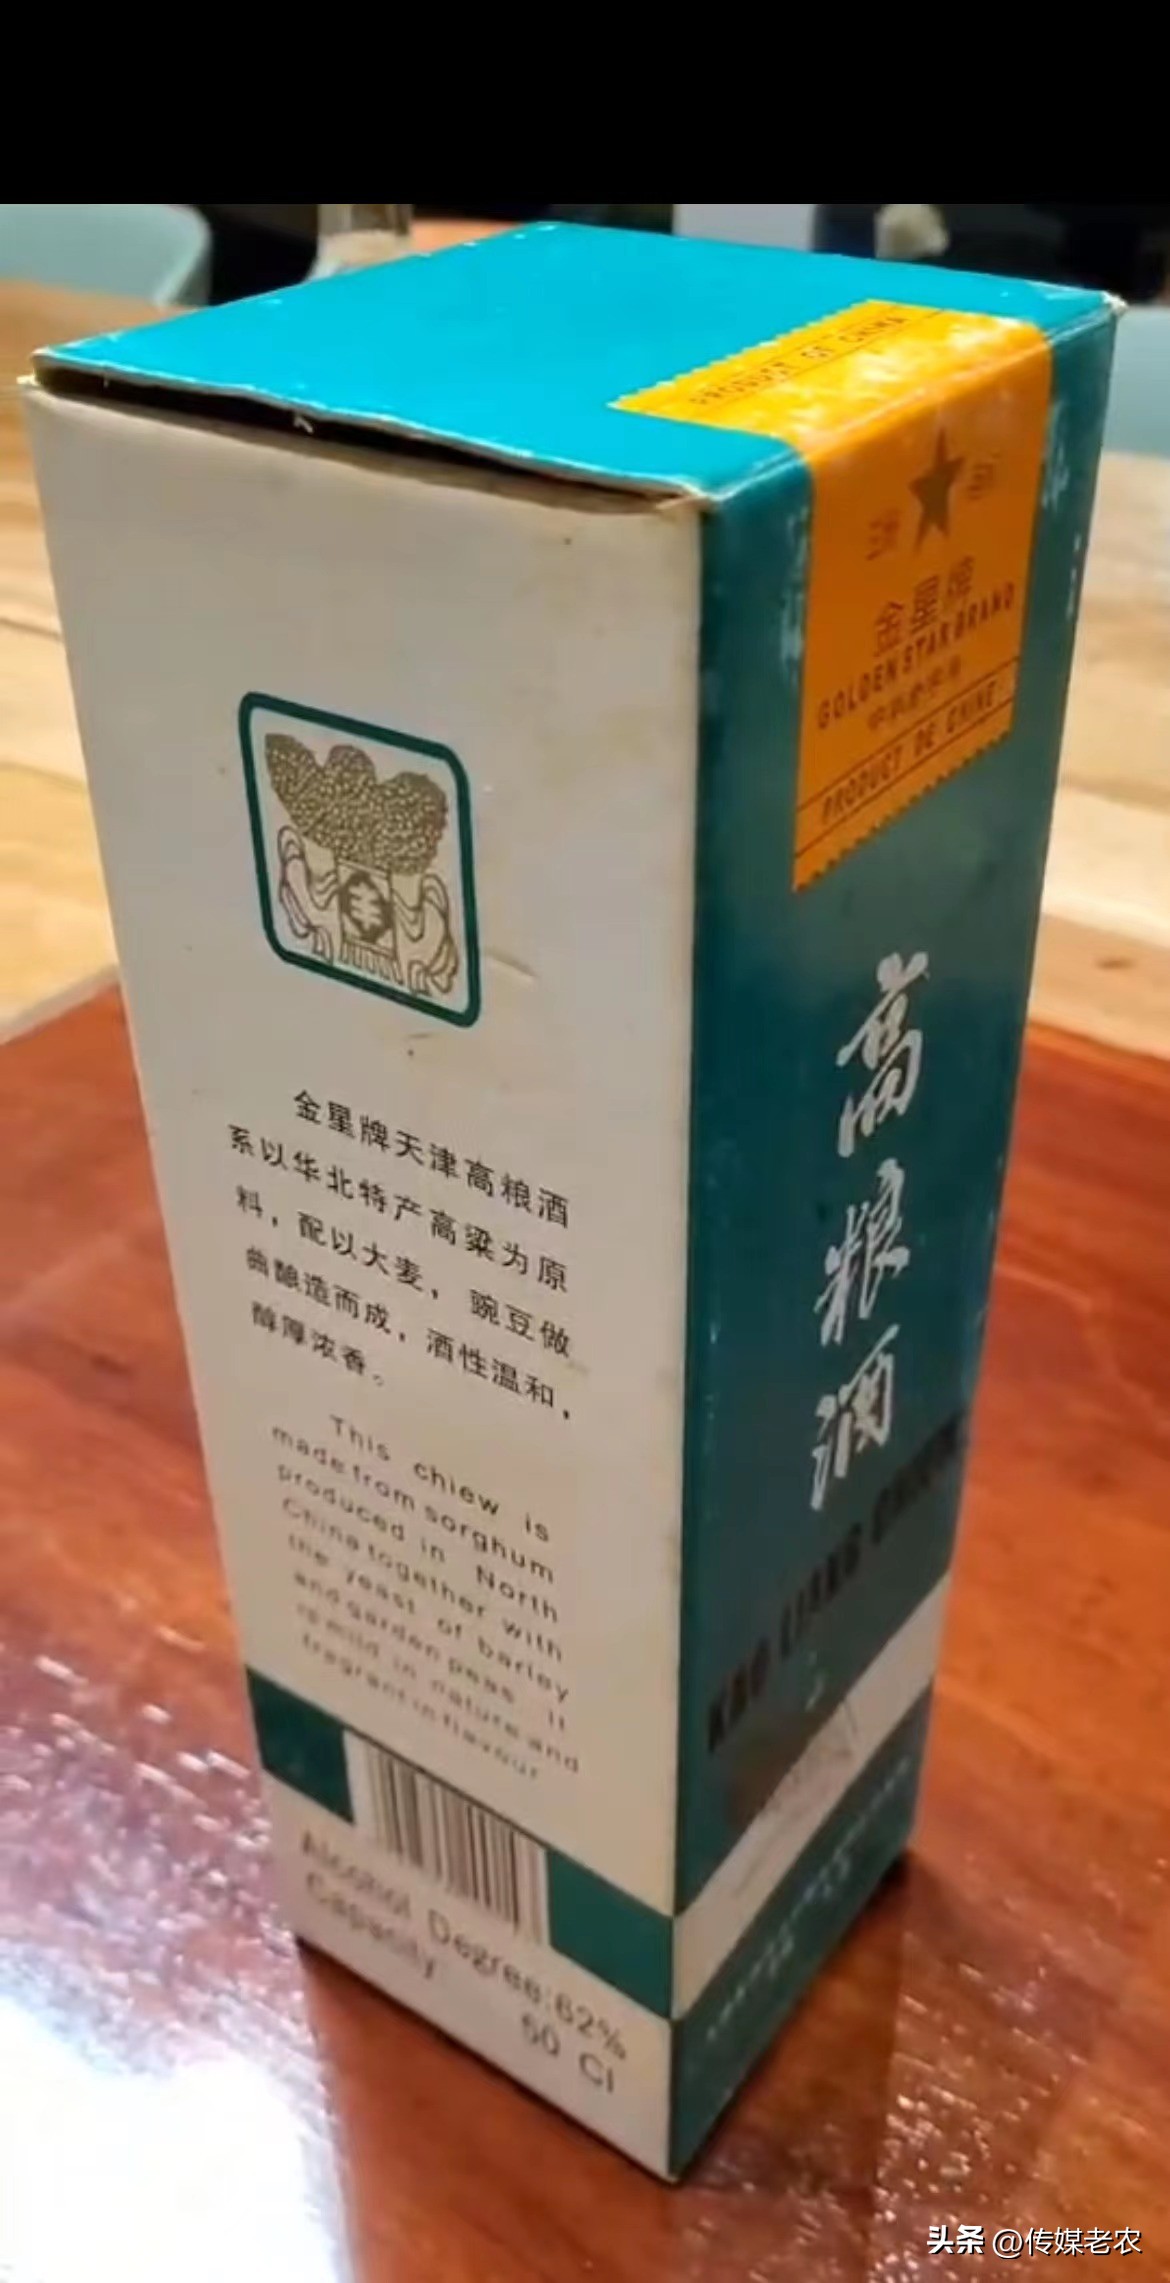 PRODUCT OF CHINA
金星牌
GOLDEN STAR BRAND
PRODUCT DE CHINE
高粮酒
KAO LIANG
金星牌天津高粮酒
系以华北特产高粱为原
料，配以大麦，豌豆做
曲酿造而成，酒性温和，
醇厚浓香。
This chiew is
made from sorghum
produced in North
China together with
the yeast of barley
and garden peas It
is mild in nature and
fragrant in flavour
Alcohol Degree:62%
Capacity 50 Cl
头条 @传媒老农